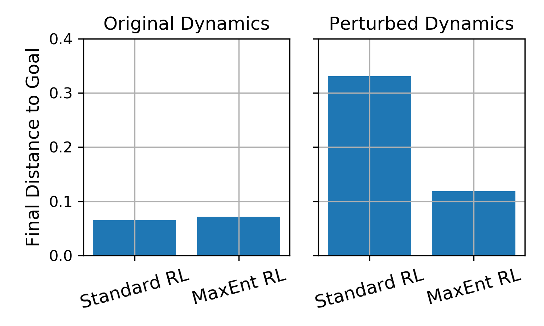 Original Dynamics
Perturbed Dynamics
Final Distance to Goal
0.4
0.3
0.2
0.1
0.0
Standard RL
MaxEnt RL
Standard RL
MaxEnt RL